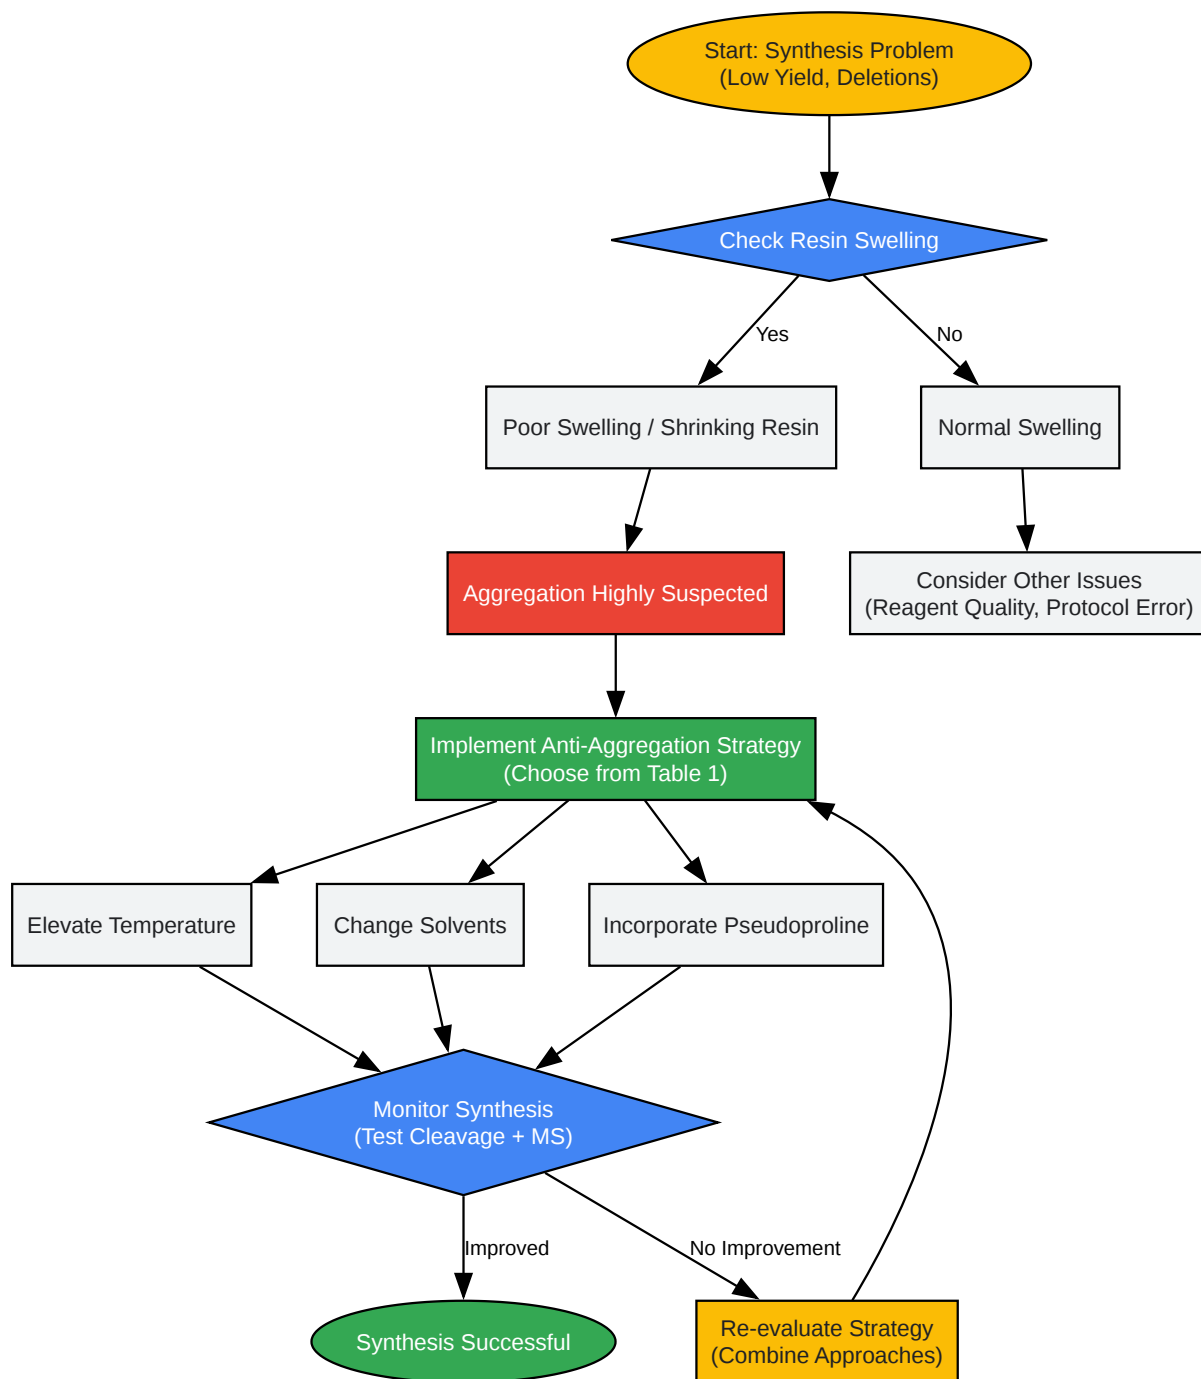 Start: Synthesis Problem
(Low Yield, Deletions)
Check Resin Swelling
Yes
No
Poor Swelling / Shrinking Resin
Normal Swelling
Aggregation Highly Suspected
Consider Other Issues
(Reagent Quality, Protocol Error)
Implement Anti-Aggregation Strategy
(Choose from Table 1)
Elevate Temperature
Change Solvents
Incorporate Pseudoproline
Monitor Synthesis
(Test Cleavage + MS)
Improved
No Improvement
Synthesis Successful
Re-evaluate Strategy
(Combine Approaches)